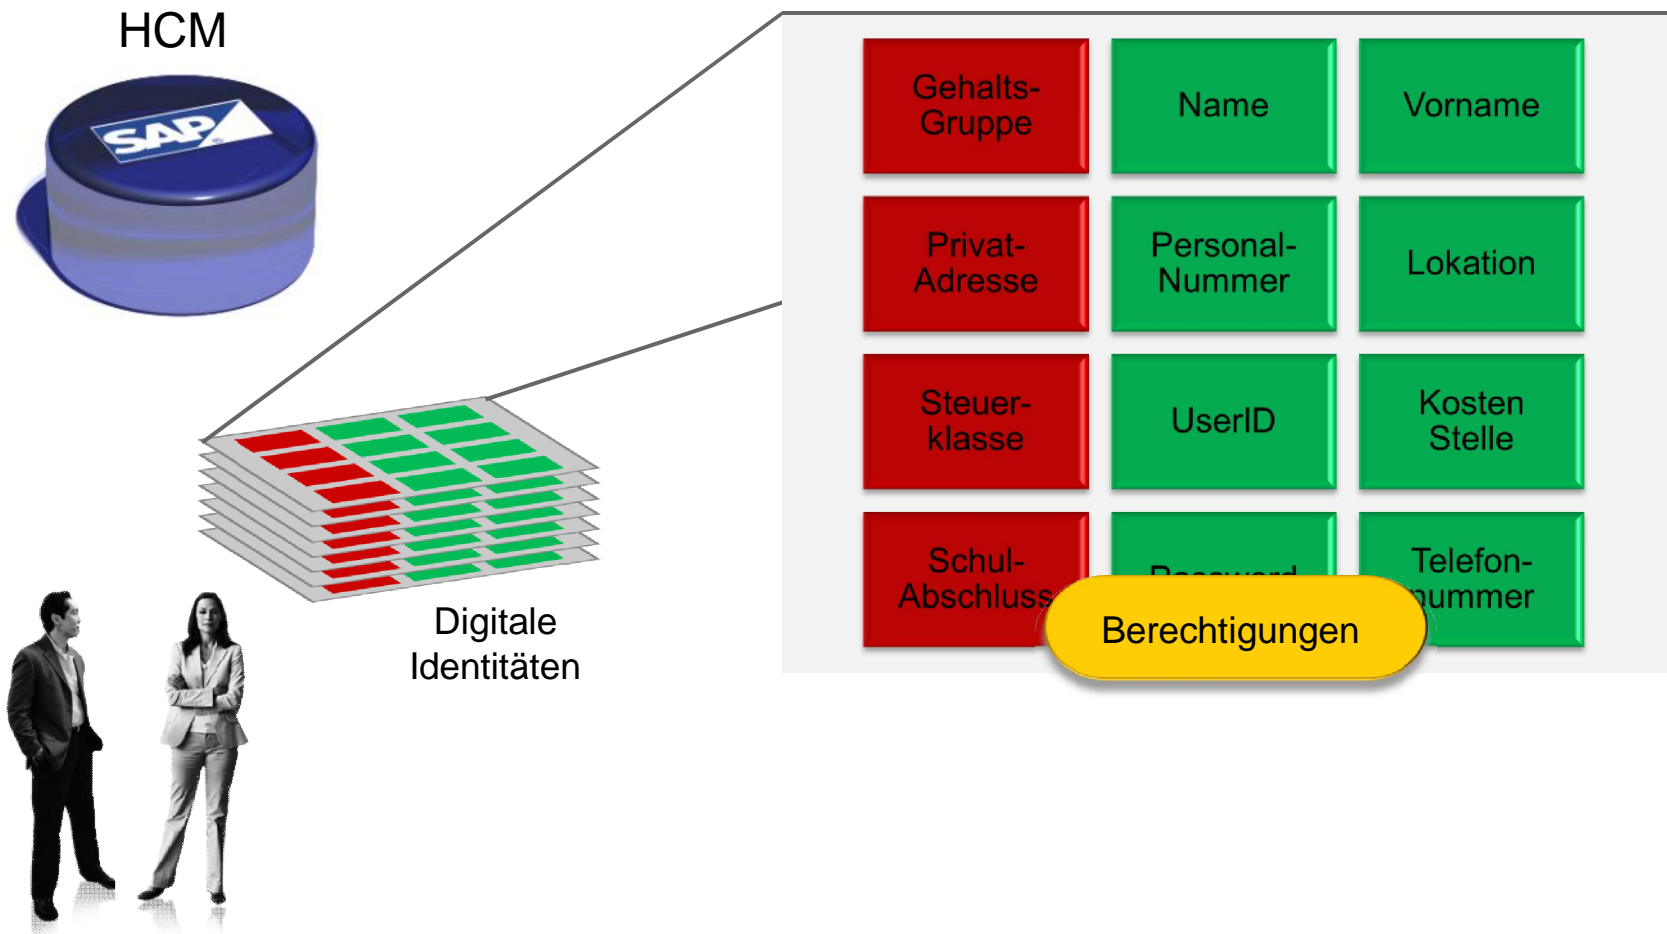 HCM
SAP
®
Gehalts-
Gruppe
Name
Vorname
Privat-
Adresse
Personal-
Nummer
Lokation
Steuer-
klasse
UserID
Kosten
Stelle
Schul-
Abschluss
Password
Telefon-
nummer
Berechtigungen
Digitale
Identitäten